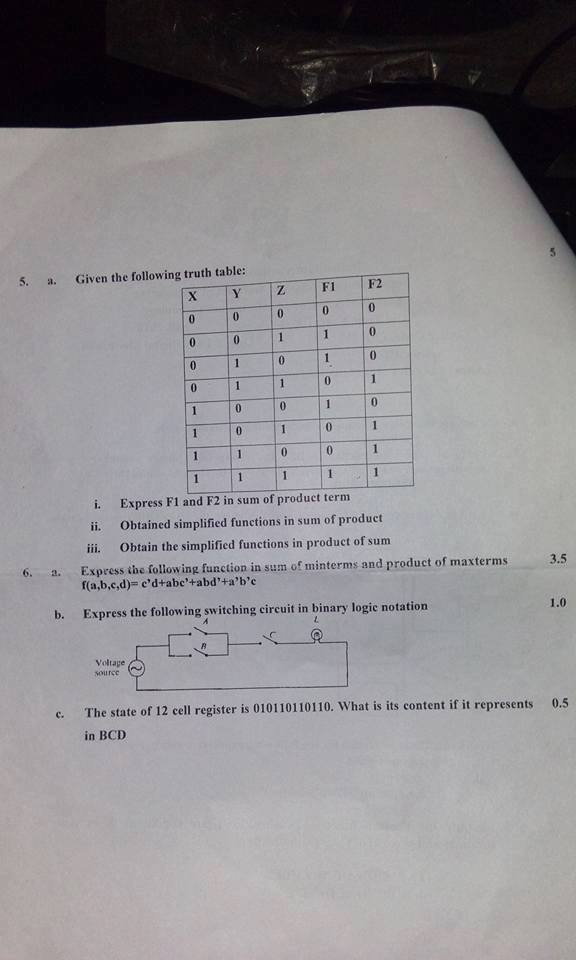 5
5. a. Given the following truth table:
X Y Z F1 F2
0 0 0 0 0
0 0 1 1 0
0 1 0 1 0
0 1 1 0 1
1 0 0 1 0
1 0 1 0 1
1 1 0 0 1
1 1 1 1 1
i. Express F1 and F2 in sum of product term
ii. Obtained simplified functions in sum of product
iii. Obtain the simplified functions in product of sum
6. a. Express the following function in sum of minterms and product of maxterms 3.5
f(a,b,c,d)= c'd+abc'+abd'+a'b'c
b. Express the following switching circuit in binary logic notation 1.0
A
L
B
C
Voltage
source
c. The state of 12 cell register is 010110110110. What is its content if it represents 0.5
in BCD